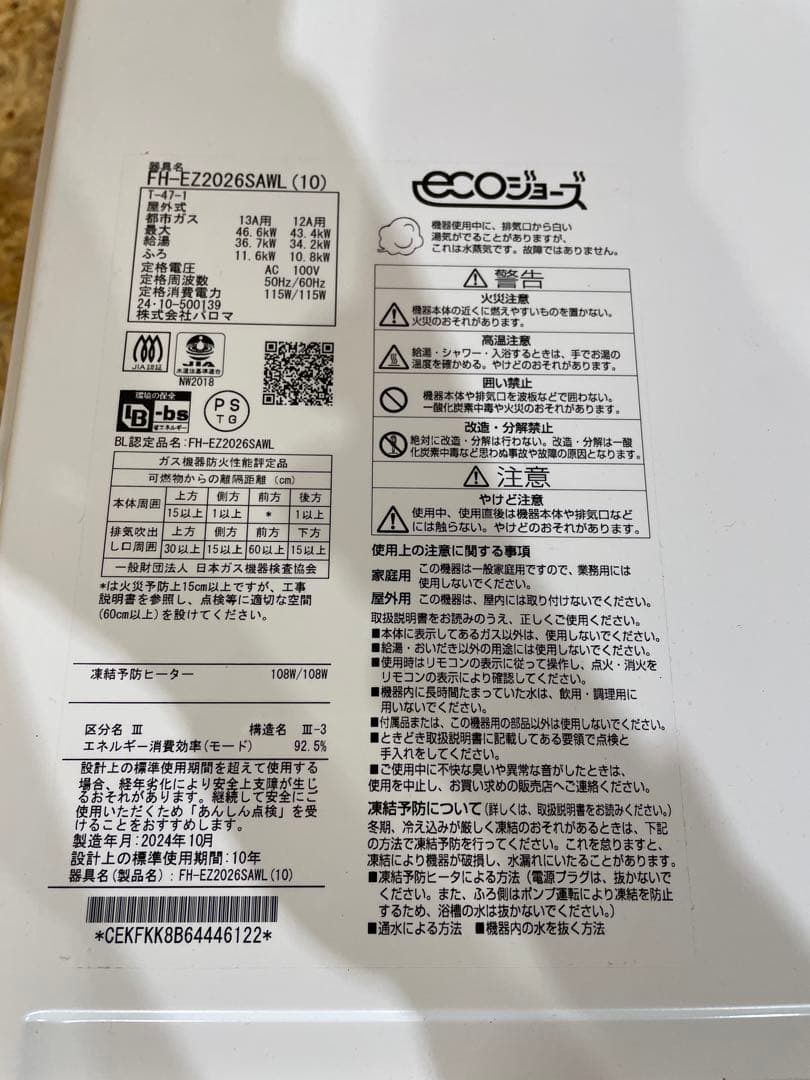 器具名
FH-EZ2026SAWL(10)
T-47-1
屋外式
都市ガス 13A用 12A用
最大 46.6kW 43.4kW
給湯 36.7kW 34.2kW
ふろ 11.6kW 10.8kW
定格電圧 AC 100V
定格周波数 50Hz/60Hz
定格消費電力 115W/115W
24・10-500139
株式会社パロマ
JIA認証
JIA
水道法基準適合
NW2018
環境の保全
BL-bs
省エネルギー
PS
TG
BL認定品名:FH-EZ2026SAWL
ガス機器防火性能評定品
可燃物からの離隔距離(cm)
本体周囲 上方 側方 前方 後方
15以上 1以上 * 1以上
排気吹出し口周囲 上方 側方 前方 下方
30以上 15以上 60以上 15以上
一般財団法人 日本ガス機器検査協会
*は火災予防上15cm以上ですが、工事
説明書を参照し、点検等に適切な空間
(60cm以上)を設けてください。
凍結予防ヒーター 108W/108W
区分名 Ⅲ 構造名 Ⅲ-3
エネルギー消費効率(モード) 92.5%
設計上の標準使用期間を超えて使用する
場合、経年劣化により安全上支障が生じ
るおそれがあります。継続して安全にご
使用いただくため「あんしん点検」を受
けることをおすすめします。
製造年月:2024年10月
設計上の標準使用期間:10年
器具名(製品名):FH-EZ2026SAWL(10)
*CEKFKK8B64446122*
ecoジョーズ
機器使用中に、排気口から白い
湯気がでることがありますが、
これは水蒸気です。故障ではありません。
警告
火災注意
機器本体の近くに燃えやすいものを置かない。
火災のおそれがあります。
高温注意
給湯・シャワー・入浴するときは、手でお湯の
温度を確かめる。やけどのおそれがあります。
囲い禁止
機器本体や排気口を波板などで囲わない。
一酸化炭素中毒や火災のおそれがあります。
改造・分解禁止
絶対に改造・分解は行わない。改造・分解は一酸
化炭素中毒など思わぬ事故や故障の原因となります。
注意
やけど注意
使用中、使用直後は機器本体や排気口など
には触らない。やけどのおそれがあります。
使用上の注意に関する事項
家庭用 この機器は一般家庭用ですので、業務用には
使用しないでください。
屋外用 この機器は、屋内には取り付けないでください。
取扱説明書をお読みのうえ、正しくご使用ください。
■本体に表示してあるガス以外は、使用しないでください。
■給湯・おいだき以外の用途には使用しないでください。
■使用時はリモコンの表示に従って操作し、点火・消火を
リモコンの表示により確認してください。
■機器内に長時間たまっていた水は、飲用・調理用に
用いないでください。
■付属品または、この機器用の部品以外は使用しないでください。
■ときどき取扱説明書に記載してある要領で点検と
手入れをしてください。
■ご使用中に不快な臭いや異常な音がしたときは、
使用を中止し、お買い求めの販売店へご連絡ください。
凍結予防について(詳しくは、取扱説明書をお読みください。)
冬期、冷え込みが厳しく凍結のおそれがあるときは、下記
の方法で凍結予防を行ってください。これを怠りますと、
凍結により機器が破損し、水漏れにいたることがあります。
■凍結予防ヒータによる方法(電源プラグは、抜かないで
ください。また、ふろ側はポンプ運転により凍結を防止
するため、浴槽の水は抜かないでください。)
■通水による方法 ■機器内の水を抜く方法